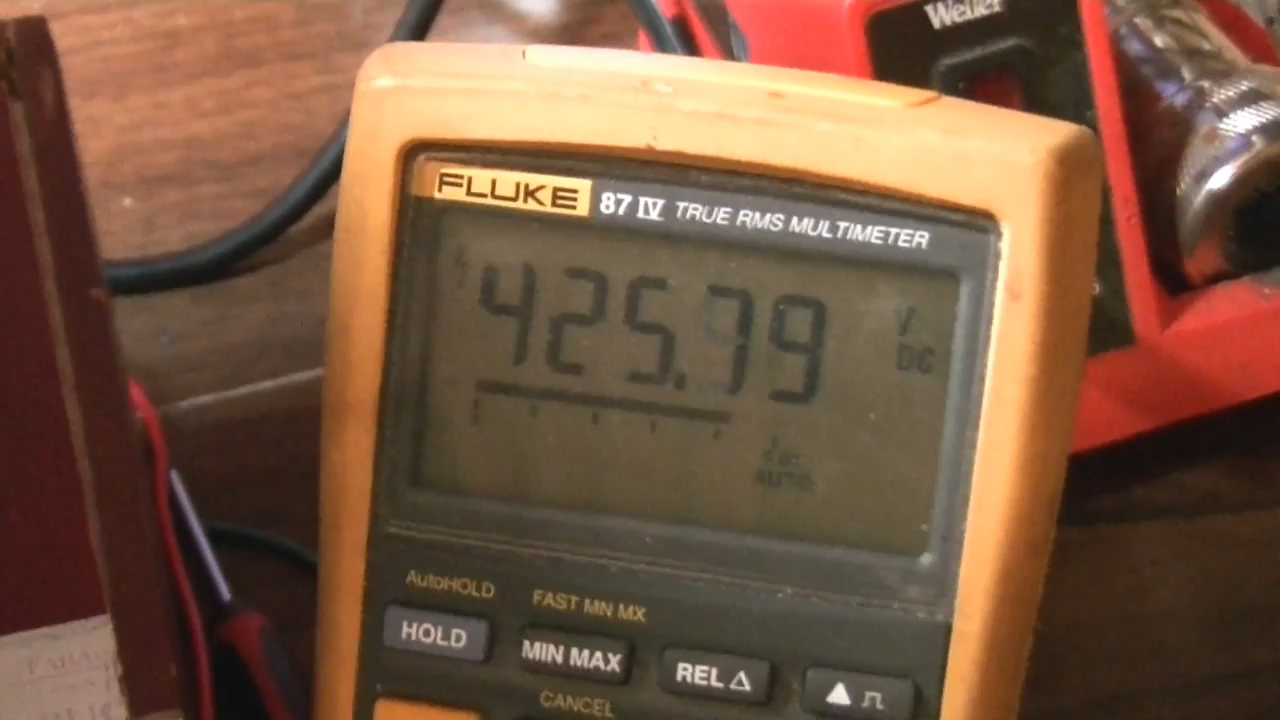 Weller
FLUKE 87 IV TRUE RMS MULTIMETER
425.79 V
DC
AUTO
AutoHOLD FAST MN MX
HOLD MIN MAX REL Δ
CANCEL